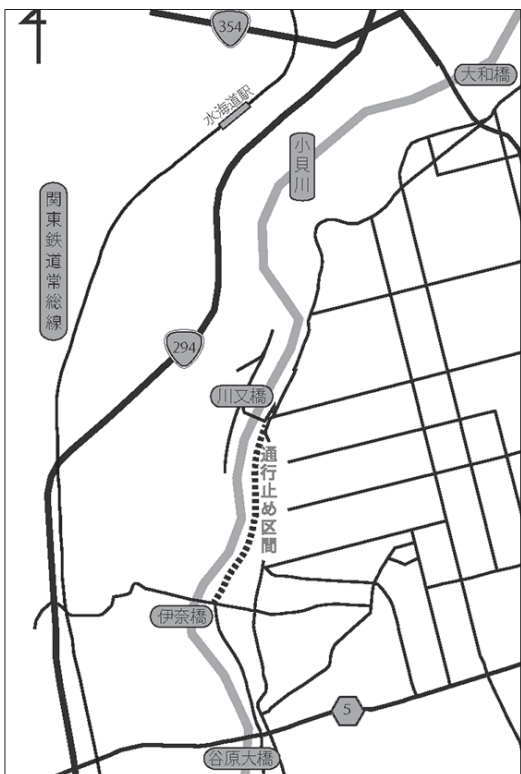 354
大和橋
水海道駅
小貝川
関東鉄道常総線
294
川又橋
通行止め区間
伊奈橋
5
谷原大橋